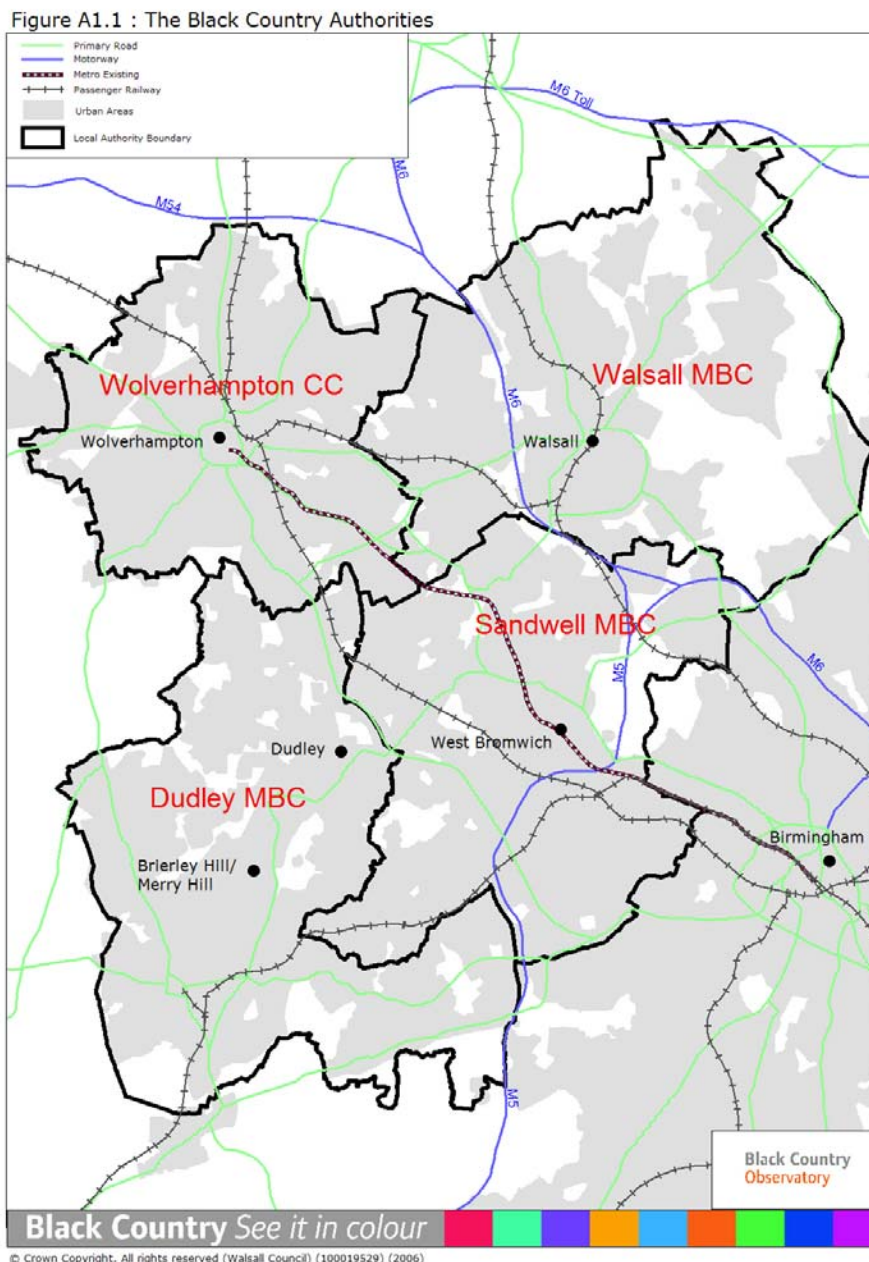 Figure A1.1 : The Black Country Authorities
Primary Road
Motorway
Metro Existing
Passenger Railway
Urban Areas
Local Authority Boundary
M6 Toll
M6
M54
Wolverhampton CC
Walsall MBC
M6
Wolverhampton
Walsall
Sandwell MBC
M5
M6
West Bromwich
Dudley
Dudley MBC
Birmingham
Brierley Hill/
Merry Hill
M5
Black Country
Observatory
Black Country See it in colour
© Crown Copyright. All rights reserved (Walsall Council) (100019529) (2006)